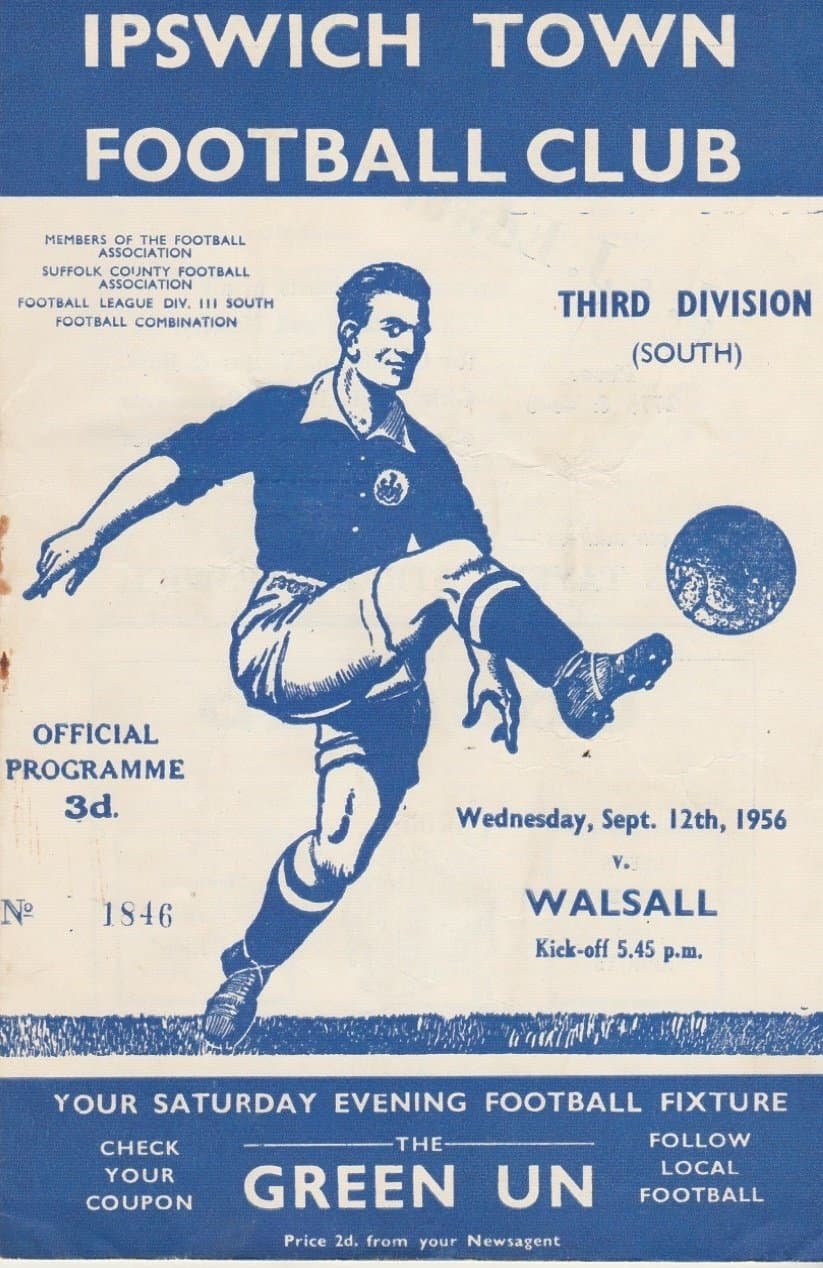 IPSWICH TOWN
FOOTBALL CLUB
MEMBERS OF THE FOOTBALL
ASSOCIATION
SUFFOLK COUNTY FOOTBALL
ASSOCIATION
FOOTBALL LEAGUE DIV. III SOUTH
FOOTBALL COMBINATION
THIRD DIVISION
(SOUTH)
OFFICIAL
PROGRAMME
3d.
Wednesday, Sept. 12th, 1956
v.
WALSALL
Kick-off 5.45 p.m.
Nº 1846
YOUR SATURDAY EVENING FOOTBALL FIXTURE
CHECK
YOUR
COUPON
THE
GREEN UN
FOLLOW
LOCAL
FOOTBALL
Price 2d. from your Newsagent